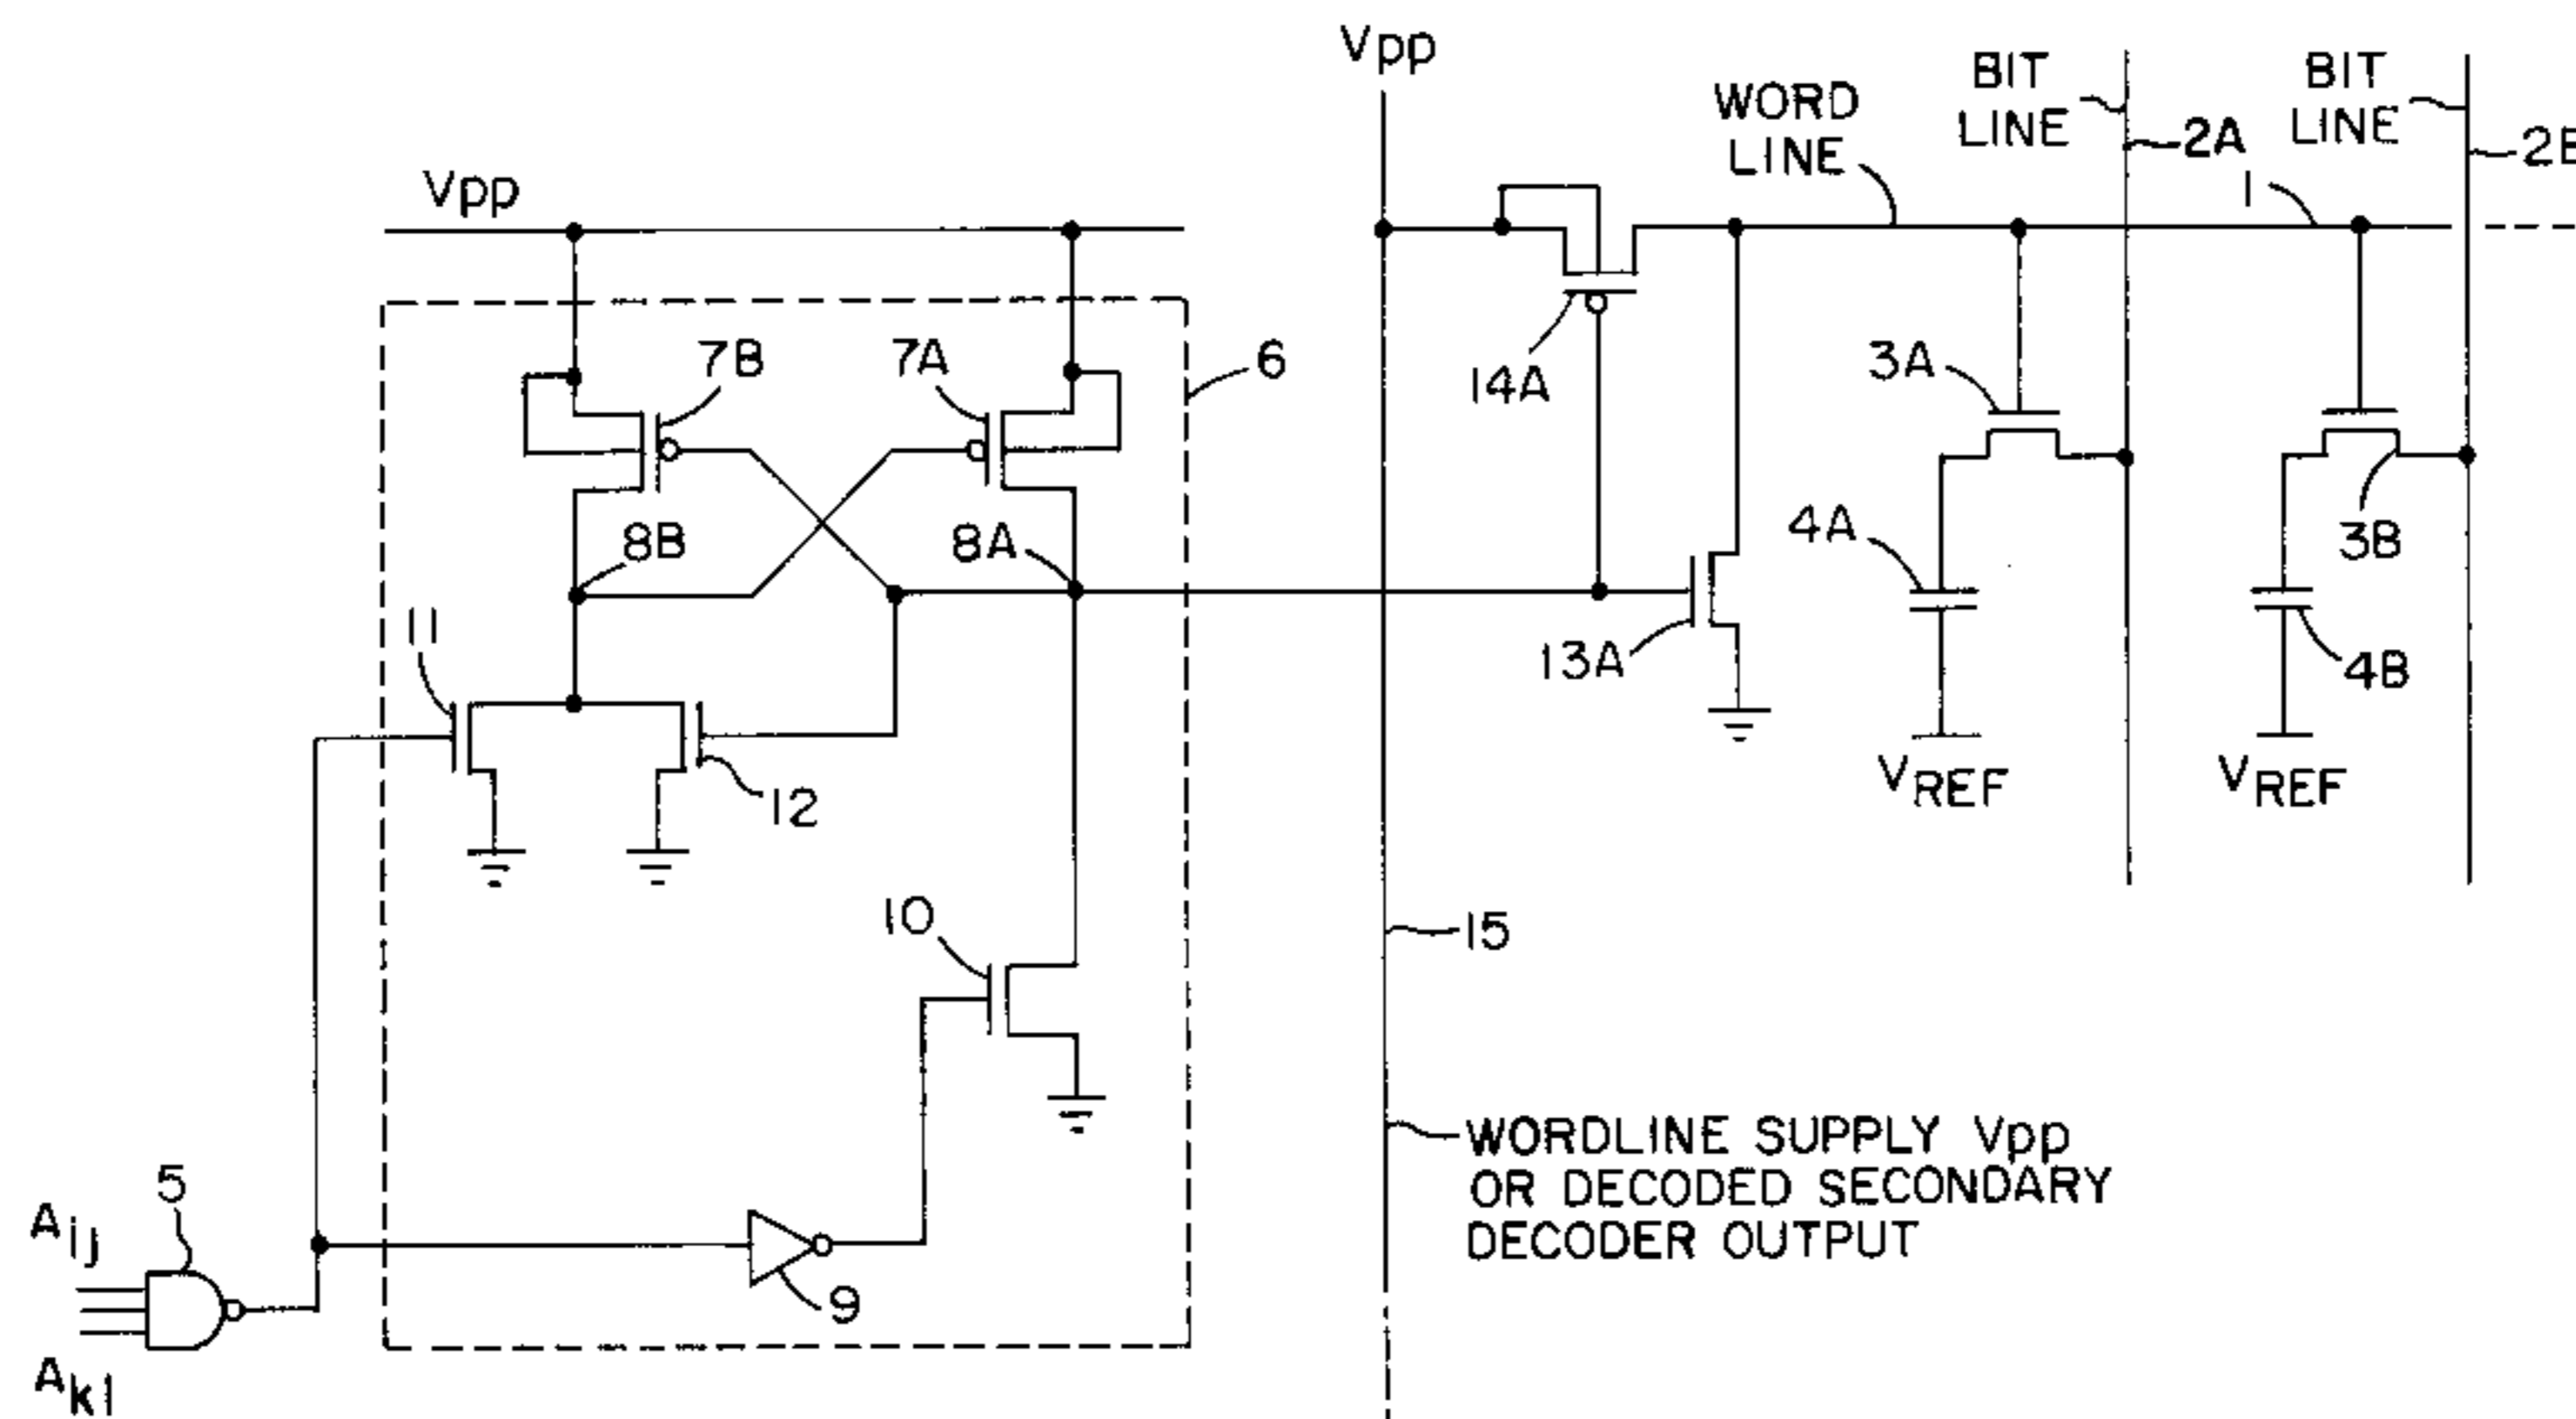 Vpp
BIT
LINE
BIT
LINE
WORD
LINE
2A
2B
1
Vpp
7B
7A
6
14A
3A
3B
4A
4B
8B
8A
11
13A
12
VREF
VREF
10
15
WORDLINE SUPPLY Vpp
OR DECODED SECONDARY
DECODER OUTPUT
5
Aij
9
Akl